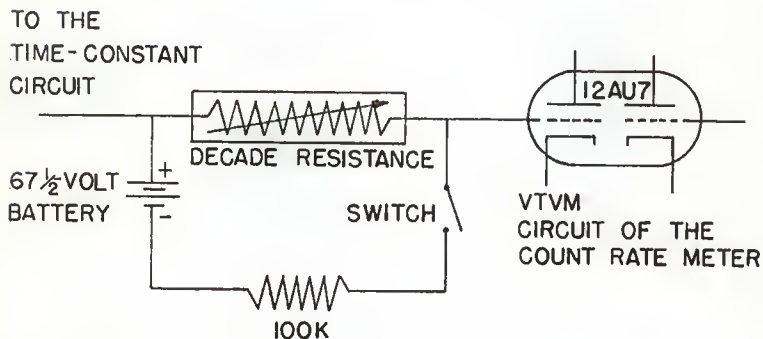 TO THE
TIME-CONSTANT
CIRCUIT
12AU7
DECADE RESISTANCE
+
67½ VOLT
BATTERY
-
SWITCH
VTVM
CIRCUIT OF THE
COUNT RATE METER
100K